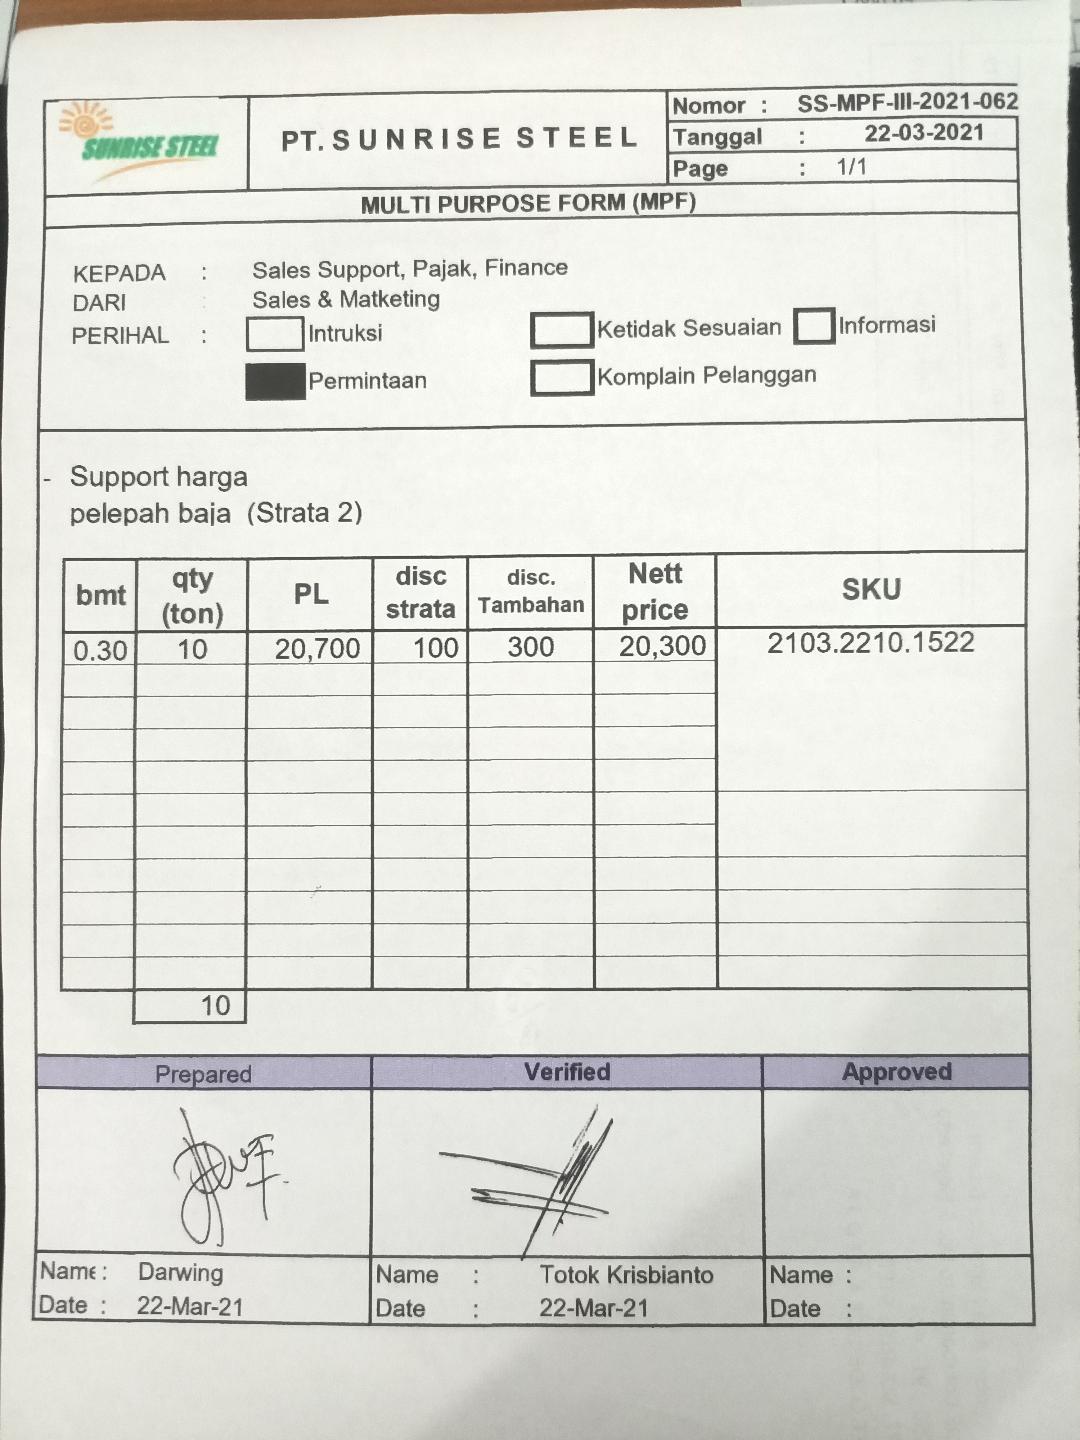 SUNRISE STEEL
PT. SUNRISE STEEL
Nomor : SS-MPF-III-2021-062
Tanggal : 22-03-2021
Page : 1/1
MULTI PURPOSE FORM (MPF)
KEPADA : Sales Support, Pajak, Finance
DARI : Sales & Matketing
PERIHAL : Intruksi Ketidak Sesuaian Informasi
Permintaan Komplain Pelanggan
- Support harga
pelepah baja (Strata 2)
bmt qty (ton) PL disc strata disc. Tambahan Nett price SKU
0.30 10 20,700 100 300 20,300 2103.2210.1522
10
Prepared Verified Approved
Name : Darwing Name : Totok Krisbianto Name :
Date : 22-Mar-21 Date : 22-Mar-21 Date :